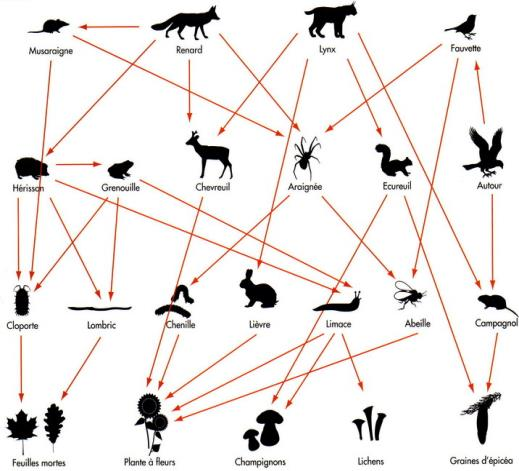 Musaraigne
Renard
Lynx
Fauvette
Hérisson
Grenouille
Chevreuil
Araignée
Ecureuil
Autour
Cloporte
Lombric
Chenille
Lièvre
Limace
Abeille
Campagnol
Feuilles mortes
Plante à fleurs
Champignons
Lichens
Graines d'épicéa